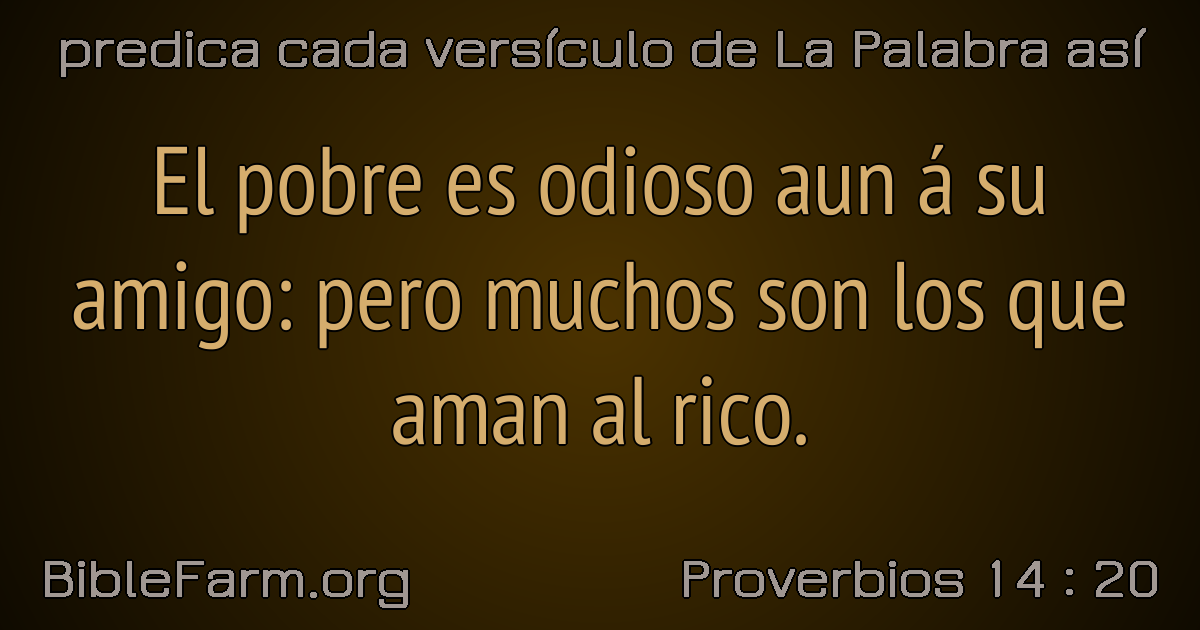 predica cada versículo de La Palabra así
El pobre es odioso aun á su
amigo: pero muchos son los que
aman al rico.
BibleFarm.org
Proverbios 14 : 20